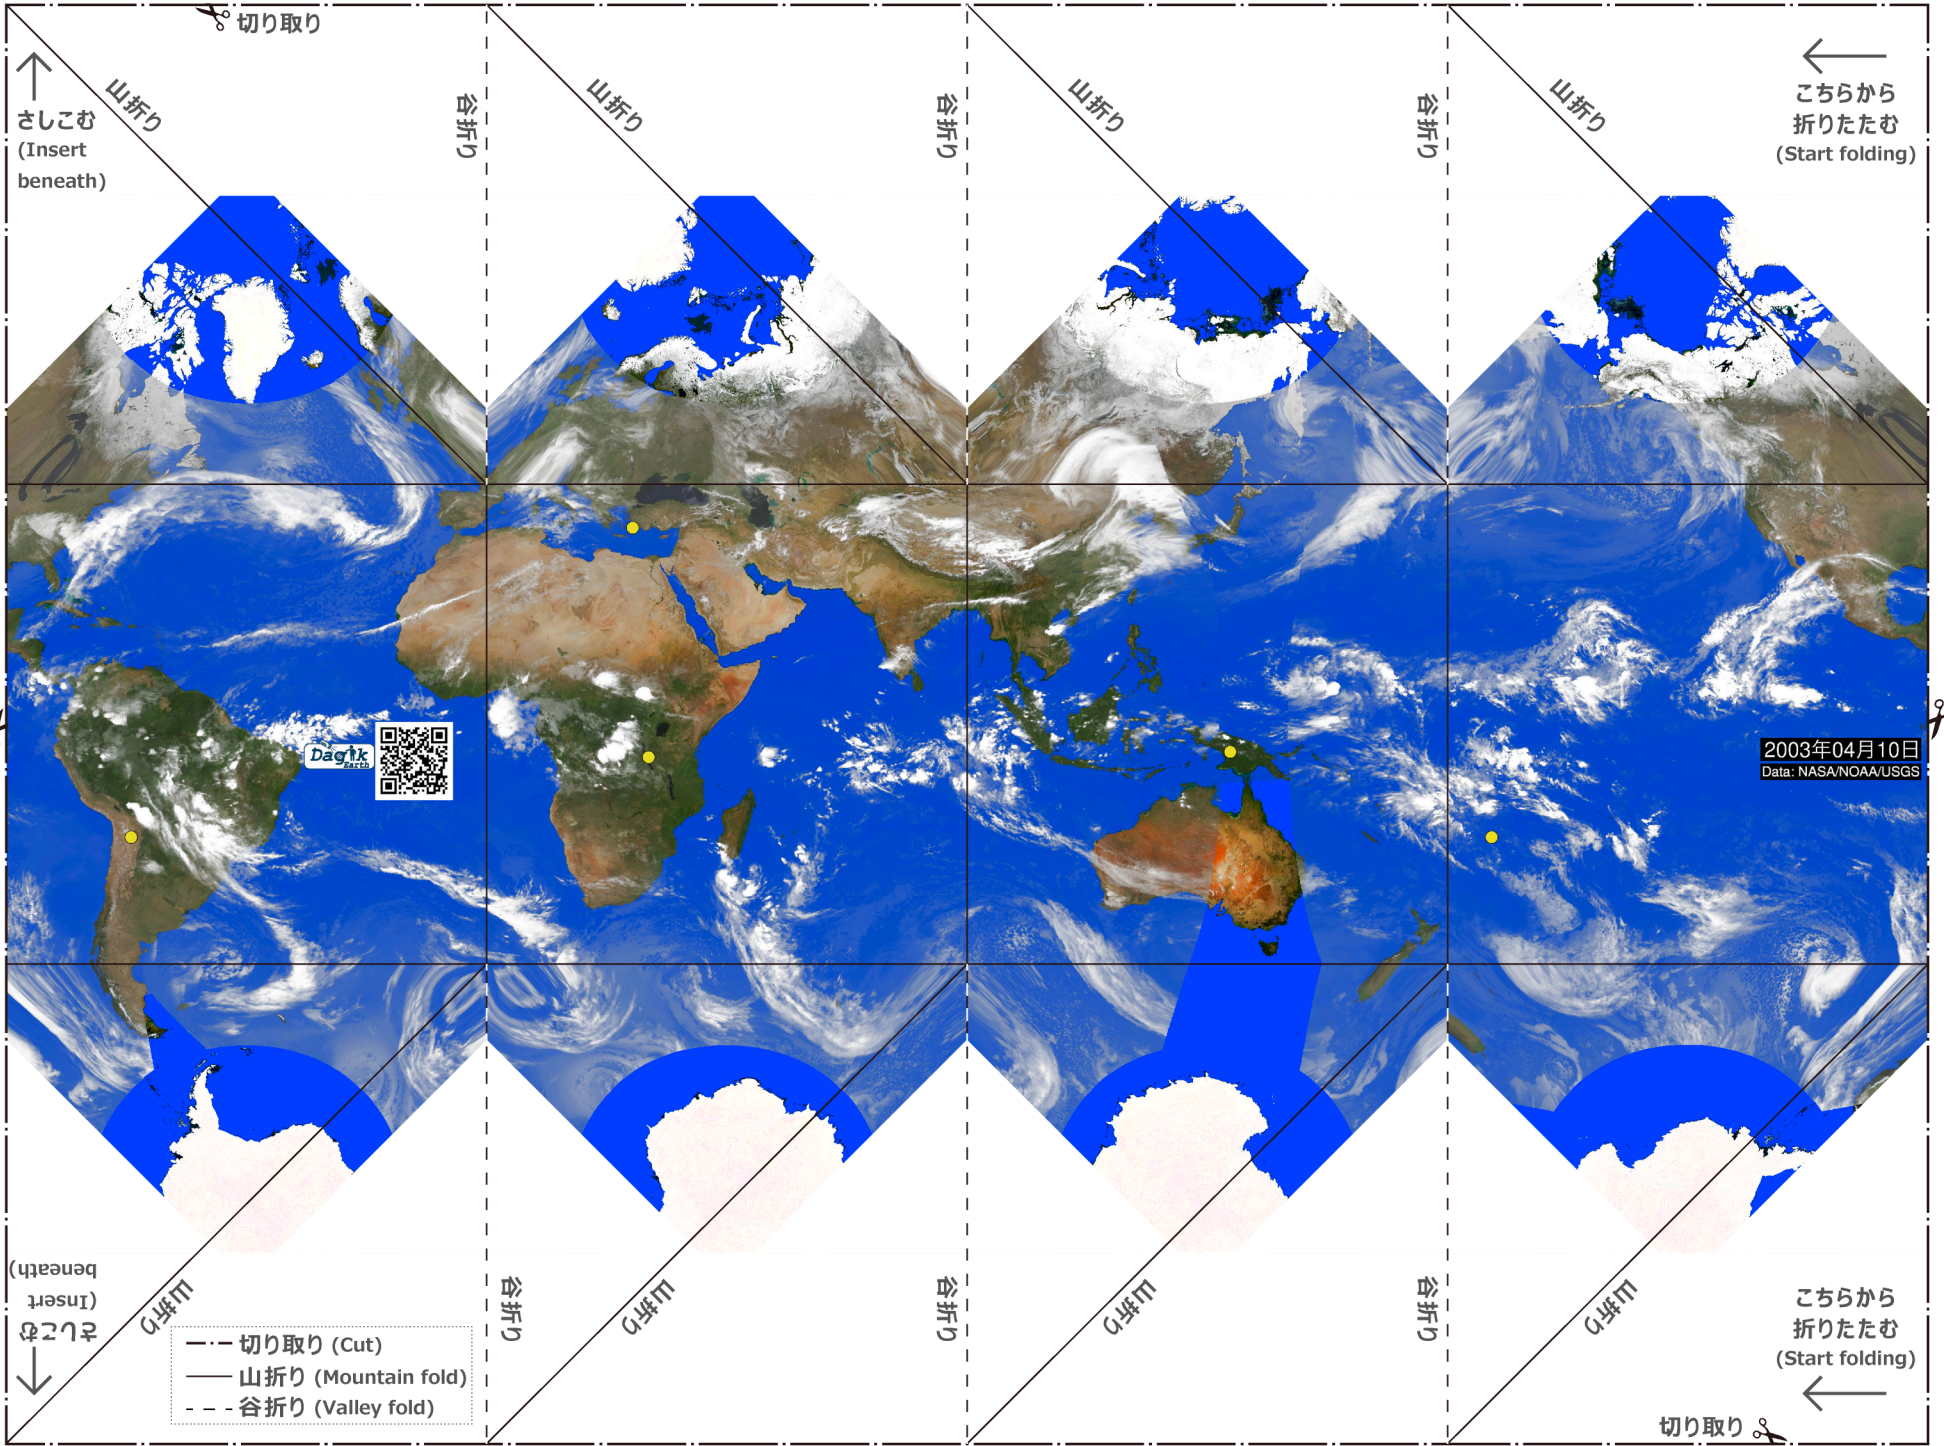 切り取り
山折り
谷折り
山折り
谷折り
山折り
谷折り
山折り
さしこむ
(Insert
beneath)
こちらから
折りたたむ
(Start folding)
Dagik
Earth
2003年04月10日
Data: NASA/NOAA/USGS
さしこむ
(Insert
beneath)
山折り
谷折り
山折り
谷折り
山折り
谷折り
山折り
切り取り (Cut)
山折り (Mountain fold)
谷折り (Valley fold)
こちらから
折りたたむ
(Start folding)
切り取り